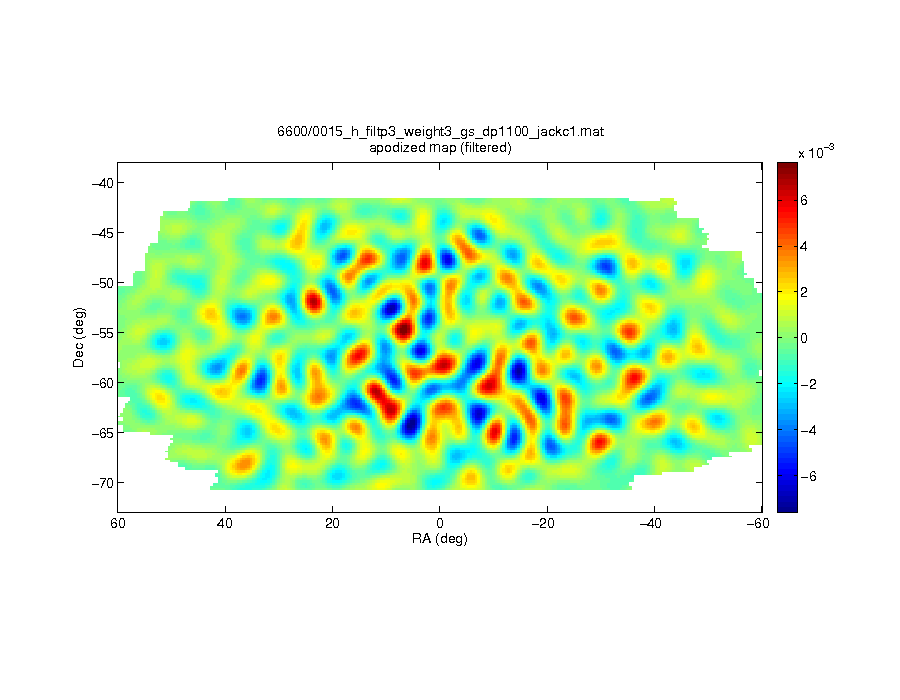 6600/0015_h_filtp3_weight3_gs_dp1100_jackc1.mat
apodized map (filtered)
x 10^−3
−40
−45
−50
−55
−60
−65
−70
Dec (deg)
60 40 20 0 −20 −40 −60
RA (deg)
6
4
2
0
−2
−4
−6